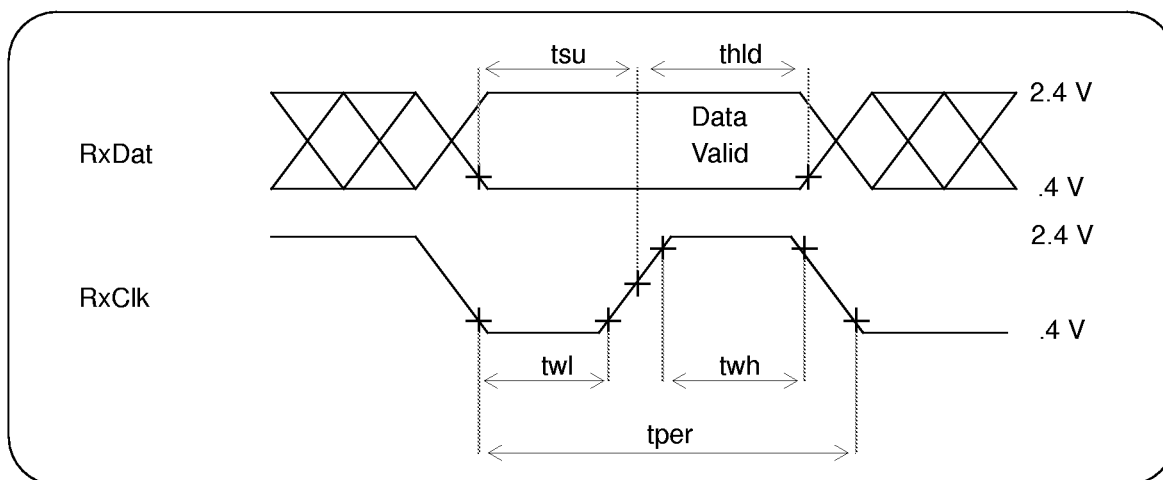 tsu
thld
2.4 V
Data
Valid
RxDat
.4 V
2.4 V
RxClk
.4 V
twl
twh
tper